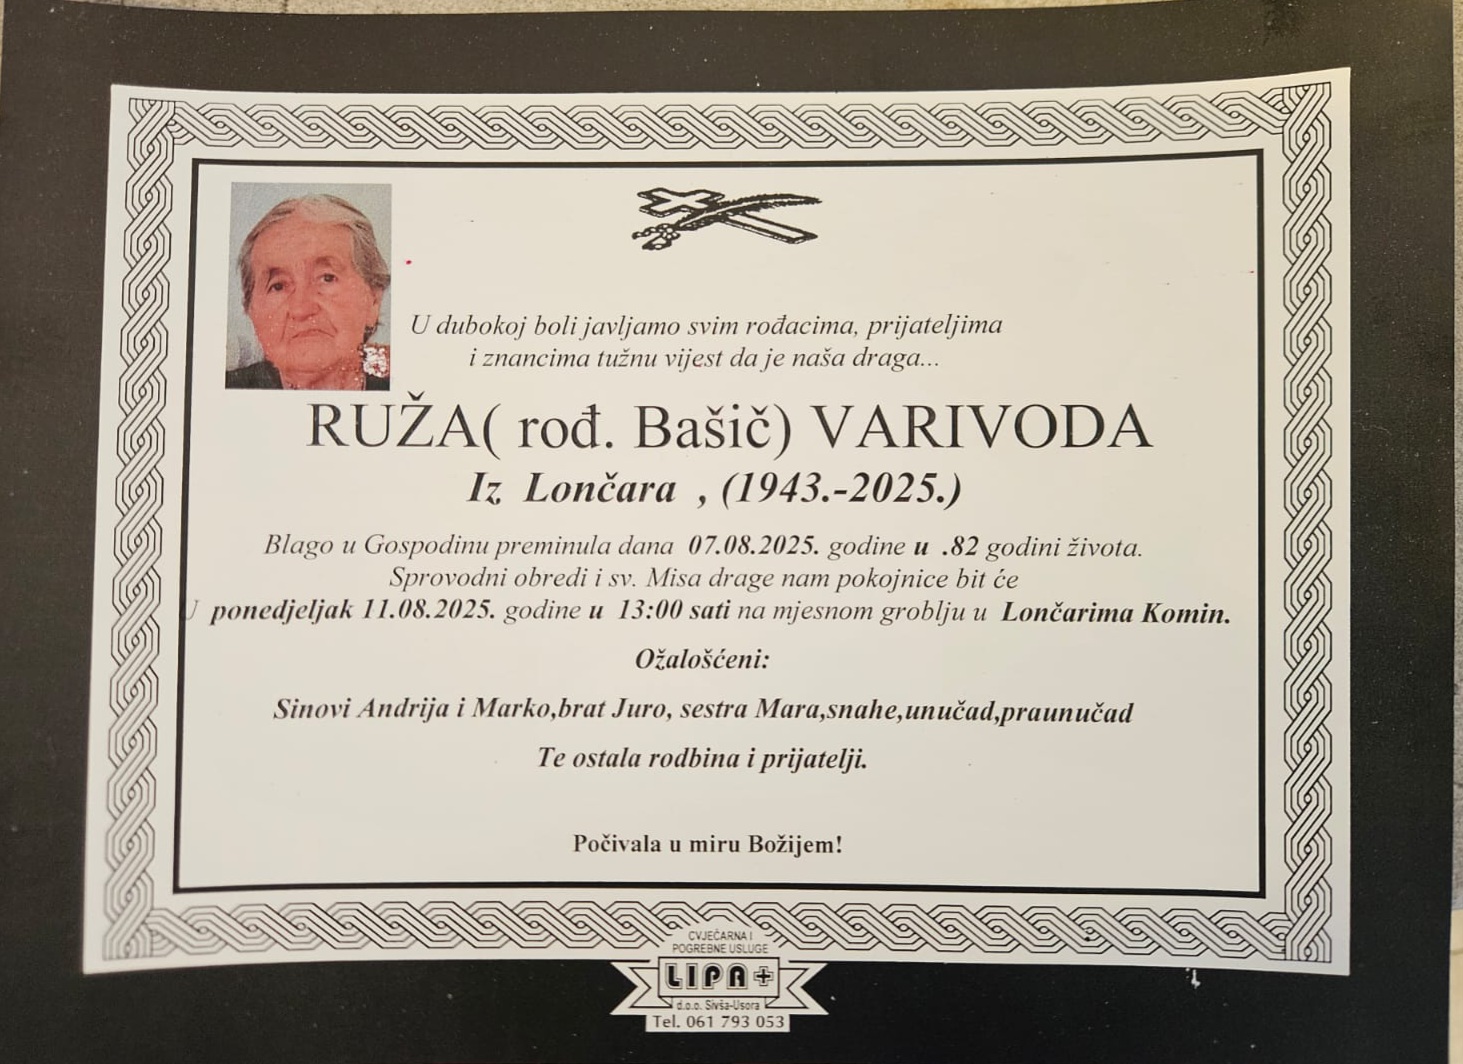 U dubokoj boli javljamo svim rođacima, prijateljima
i znancima tužnu vijest da je naša draga...
RUŽA( rođ. Bašič) VARIVODA
Iz Lončara , (1943.-2025.)
Blago u Gospodinu preminula dana 07.08.2025. godine u .82 godini života.
Sprovodni obredi i sv. Misa drage nam pokojnice bit će
U ponedjeljak 11.08.2025. godine u 13:00 sati na mjesnom groblju u Lončarima Komin.
Ožalošćeni:
Sinovi Andrija i Marko,brat Juro, sestra Mara,snahe,unučad,praunučad
Te ostala rodbina i prijatelji.
Počivala u miru Božijem!
CVJEĆARNA I
POGREBNE USLUGE
LIPA+
d.o.o. Sivša-Usora
Tel. 061 793 053